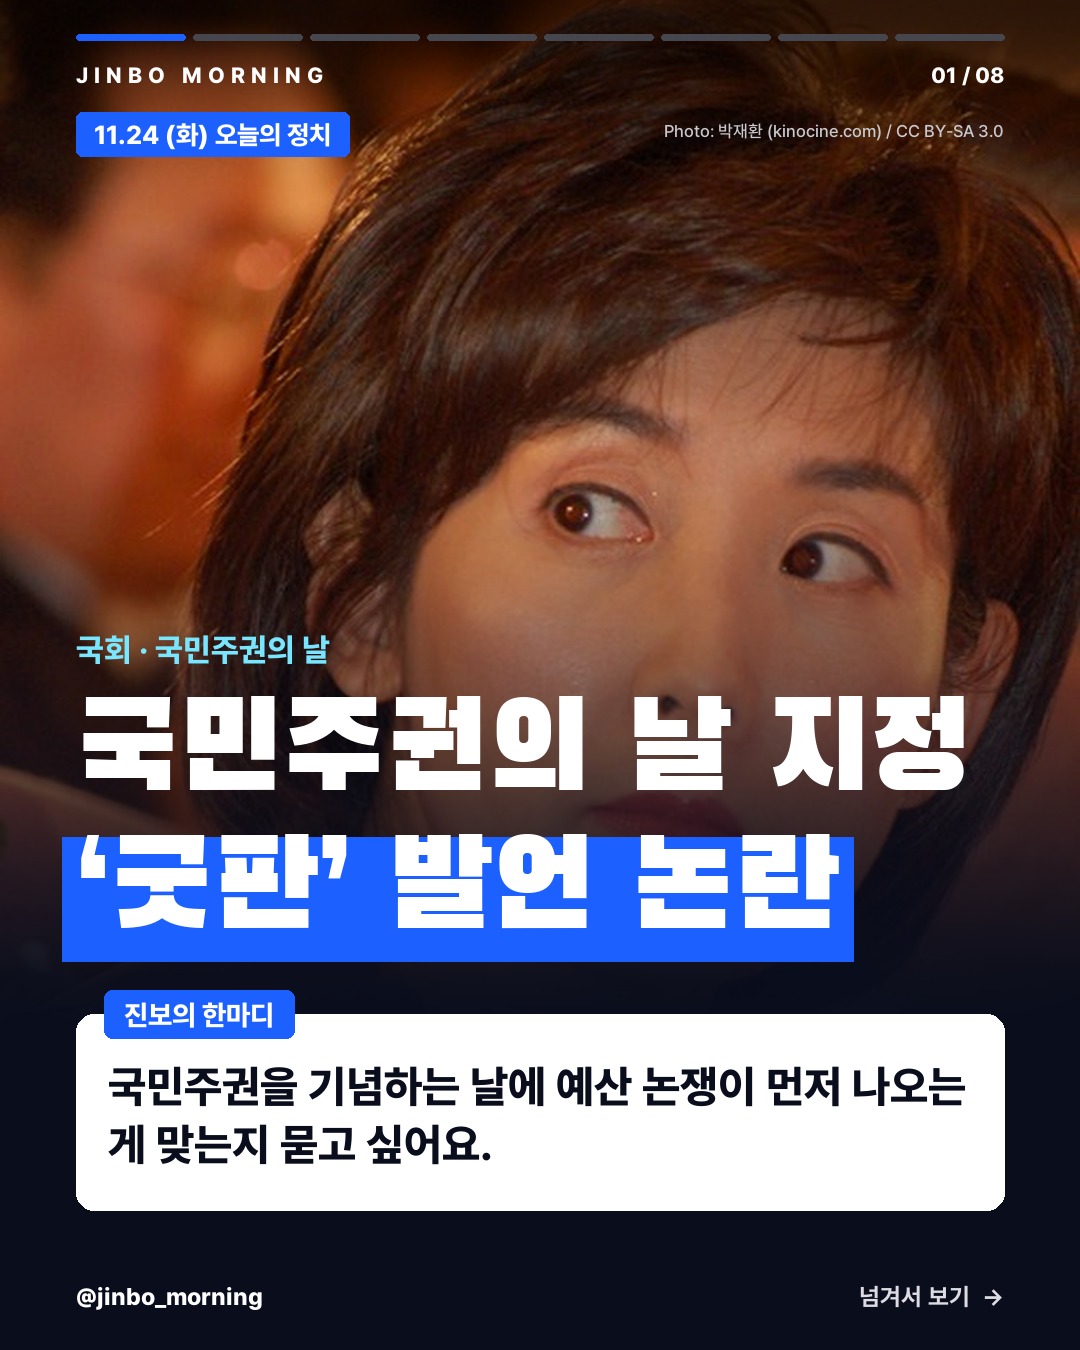 JINBO MORNING
01 / 08
11.24 (화) 오늘의 정치
Photo: 박재환 (kinocine.com) / CC BY-SA 3.0
국회 · 국민주권의 날
국민주권의 날 지정
‘굿판’ 발언 논란
진보의 한마디
국민주권을 기념하는 날에 예산 논쟁이 먼저 나오는
게 맞는지 묻고 싶어요.
@jinbo_morning
넘겨서 보기 →